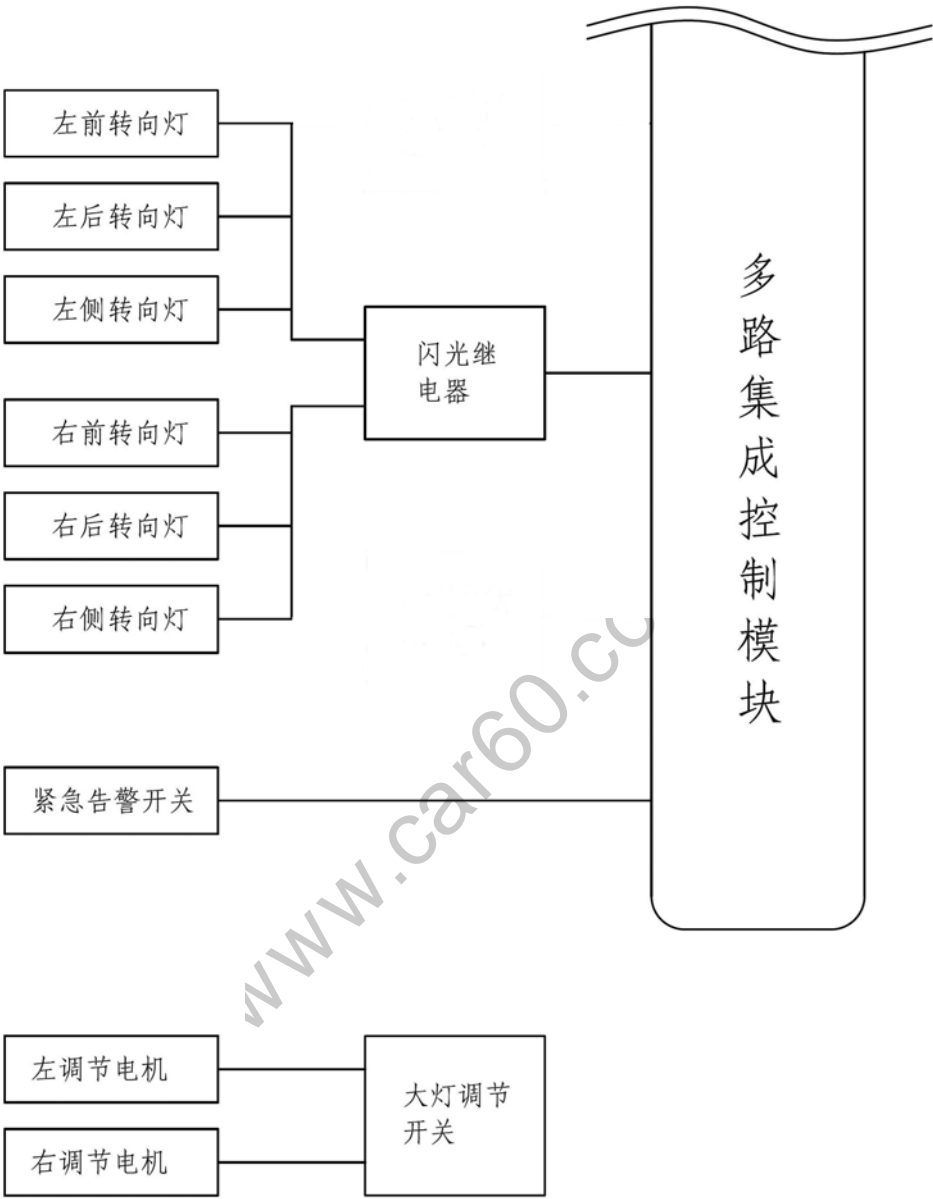 左前转向灯
左后转向灯
左侧转向灯
闪光继
电器
右前转向灯
右后转向灯
右侧转向灯
多路集成控制模块
紧急告警开关
www.car60.co
左调节电机
右调节电机
大灯调节
开关